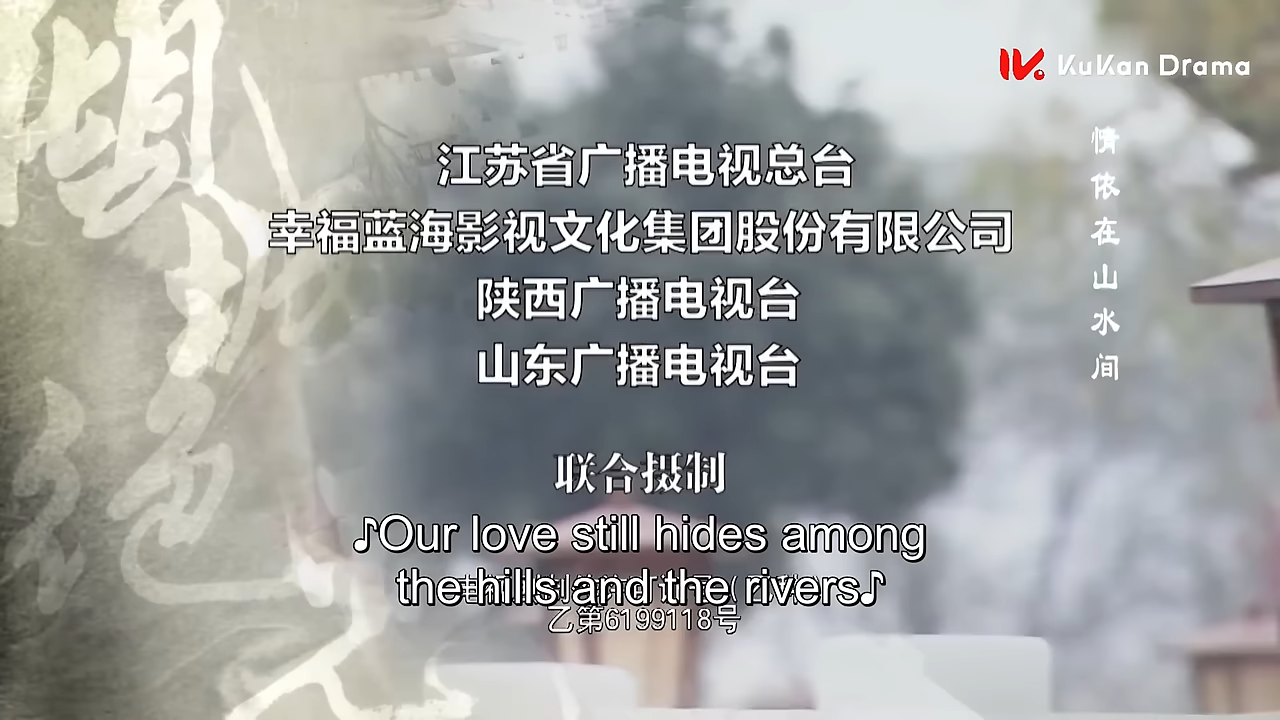 KuKan Drama
情依在山水间
江苏省广播电视总台
幸福蓝海影视文化集团股份有限公司
陕西广播电视台
山东广播电视台
联合摄制
♪Our love still hides among
the hills and the rivers♪
乙第6199118号